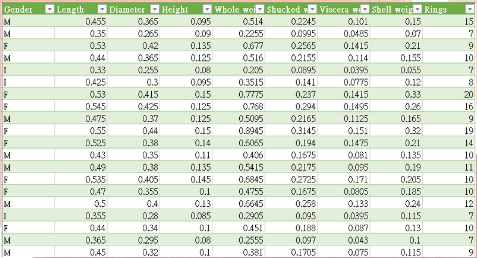 Gender Length Diameter Height Whole wei Shucked w Viscera we Shell weig Rings
M 0.455 0.365 0.095 0.514 0.2245 0.101 0.15 15
M 0.35 0.265 0.09 0.2255 0.0995 0.0485 0.07 7
F 0.53 0.42 0.135 0.677 0.2565 0.1415 0.21 9
M 0.44 0.365 0.125 0.516 0.2155 0.114 0.155 10
I 0.33 0.255 0.08 0.205 0.0895 0.0395 0.055 7
I 0.425 0.3 0.095 0.3515 0.141 0.0775 0.12 8
F 0.53 0.415 0.15 0.7775 0.237 0.1415 0.33 20
F 0.545 0.425 0.125 0.768 0.294 0.1495 0.26 16
M 0.475 0.37 0.125 0.5095 0.2165 0.1125 0.165 9
F 0.55 0.44 0.15 0.8945 0.3145 0.151 0.32 19
F 0.525 0.38 0.14 0.6065 0.194 0.1475 0.21 14
M 0.43 0.35 0.11 0.406 0.1675 0.081 0.135 10
M 0.49 0.38 0.135 0.5415 0.2175 0.095 0.19 11
F 0.535 0.405 0.145 0.6845 0.2725 0.171 0.205 10
F 0.47 0.355 0.1 0.4755 0.1675 0.0805 0.185 10
M 0.5 0.4 0.13 0.6645 0.258 0.133 0.24 12
I 0.355 0.28 0.085 0.2905 0.095 0.0395 0.115 7
F 0.44 0.34 0.1 0.451 0.188 0.087 0.13 10
M 0.365 0.295 0.08 0.2555 0.097 0.043 0.1 7
M 0.45 0.32 0.1 0.381 0.1705 0.075 0.115 9